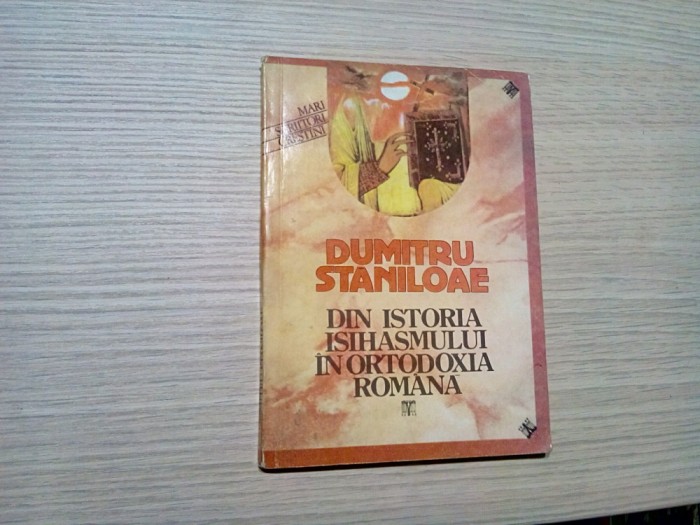 MARI
SCRIITORI
CREȘTINI
DUMITRU
STANILOAE
DIN ISTORIA
ISIHASMULUI
ÎN ORTODOXIA
ROMÂNĂ